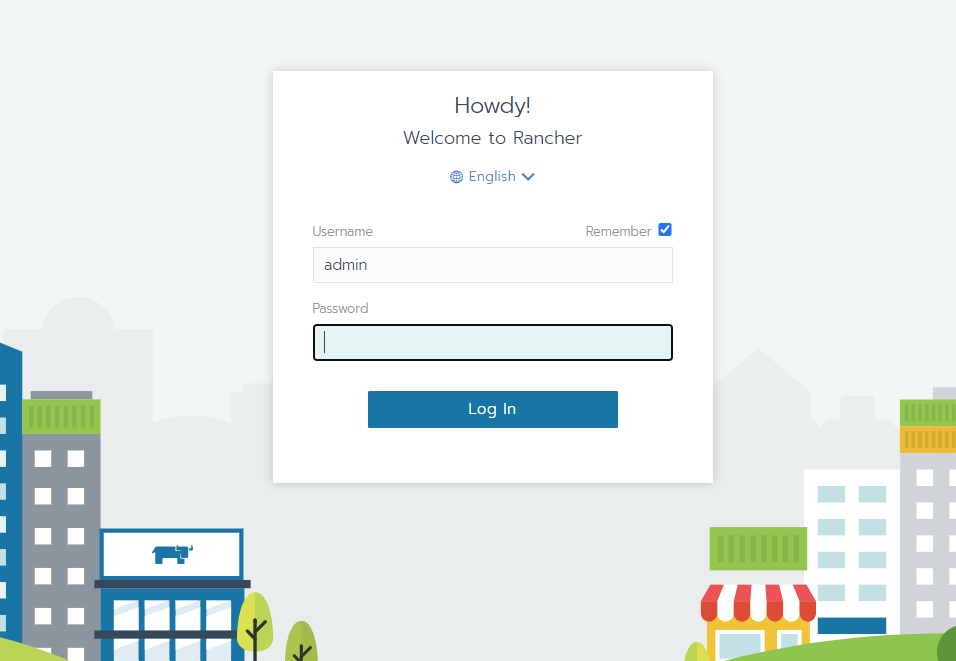 Howdy!
Welcome to Rancher
English
Username
Remember
admin
Password
Log In